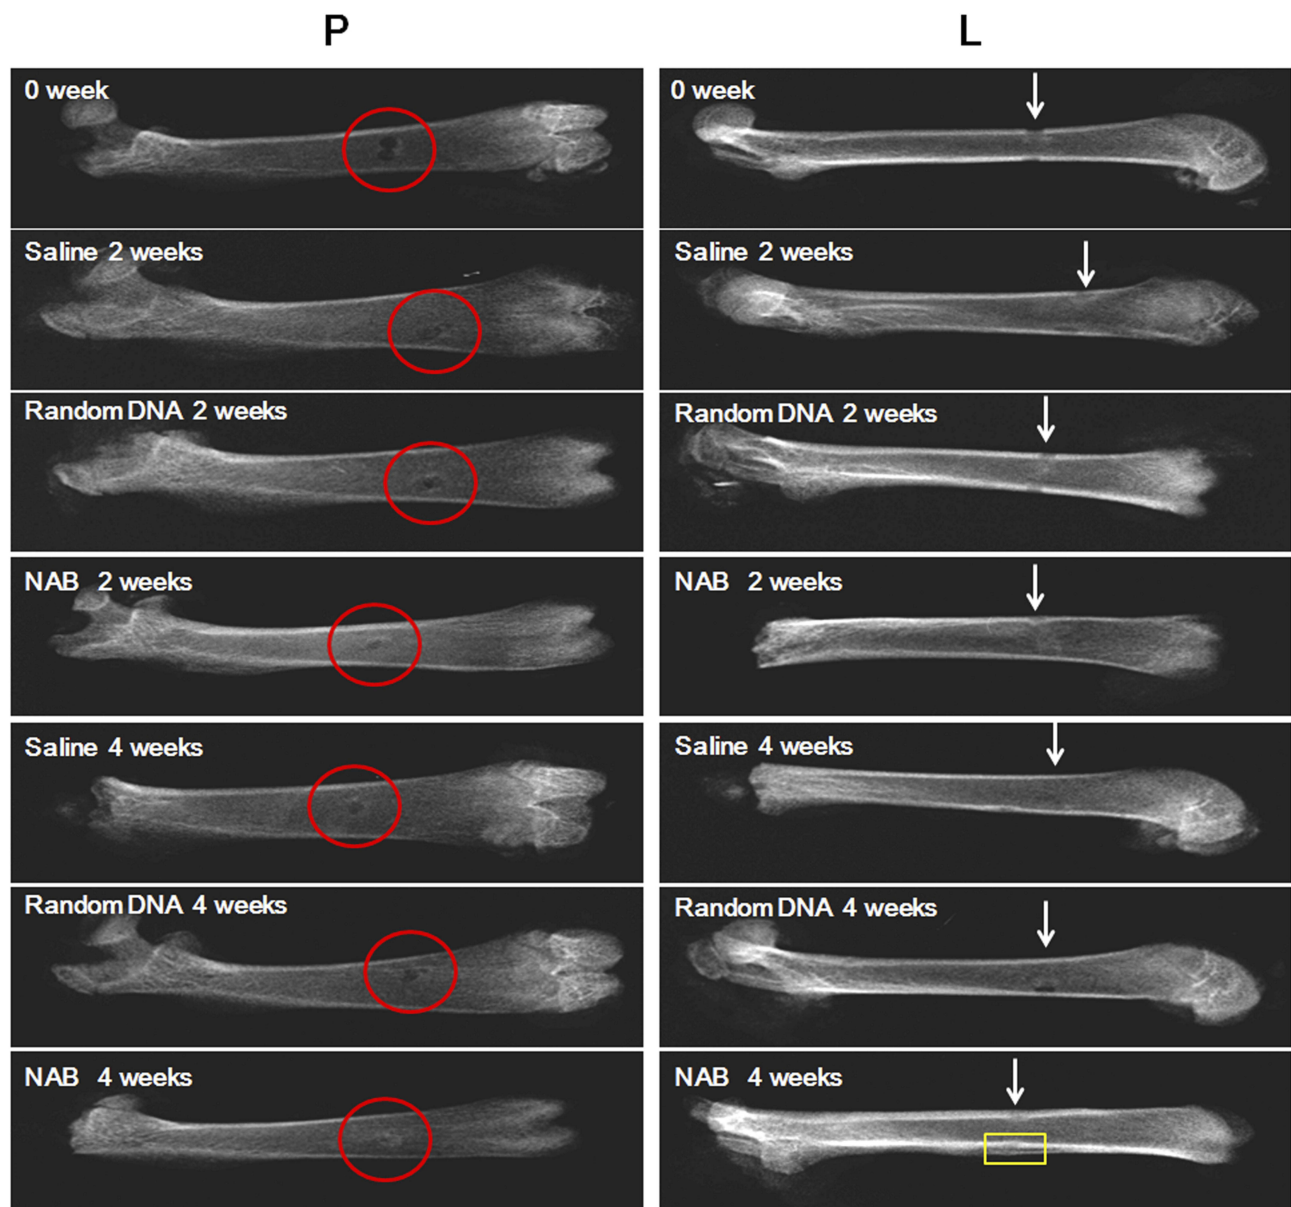 P L
0 week 0 week
Saline 2 weeks Saline 2 weeks
Random DNA 2 weeks Random DNA 2 weeks
NAB 2 weeks NAB 2 weeks
Saline 4 weeks Saline 4 weeks
Random DNA 4 weeks Random DNA 4 weeks
NAB 4 weeks NAB 4 weeks